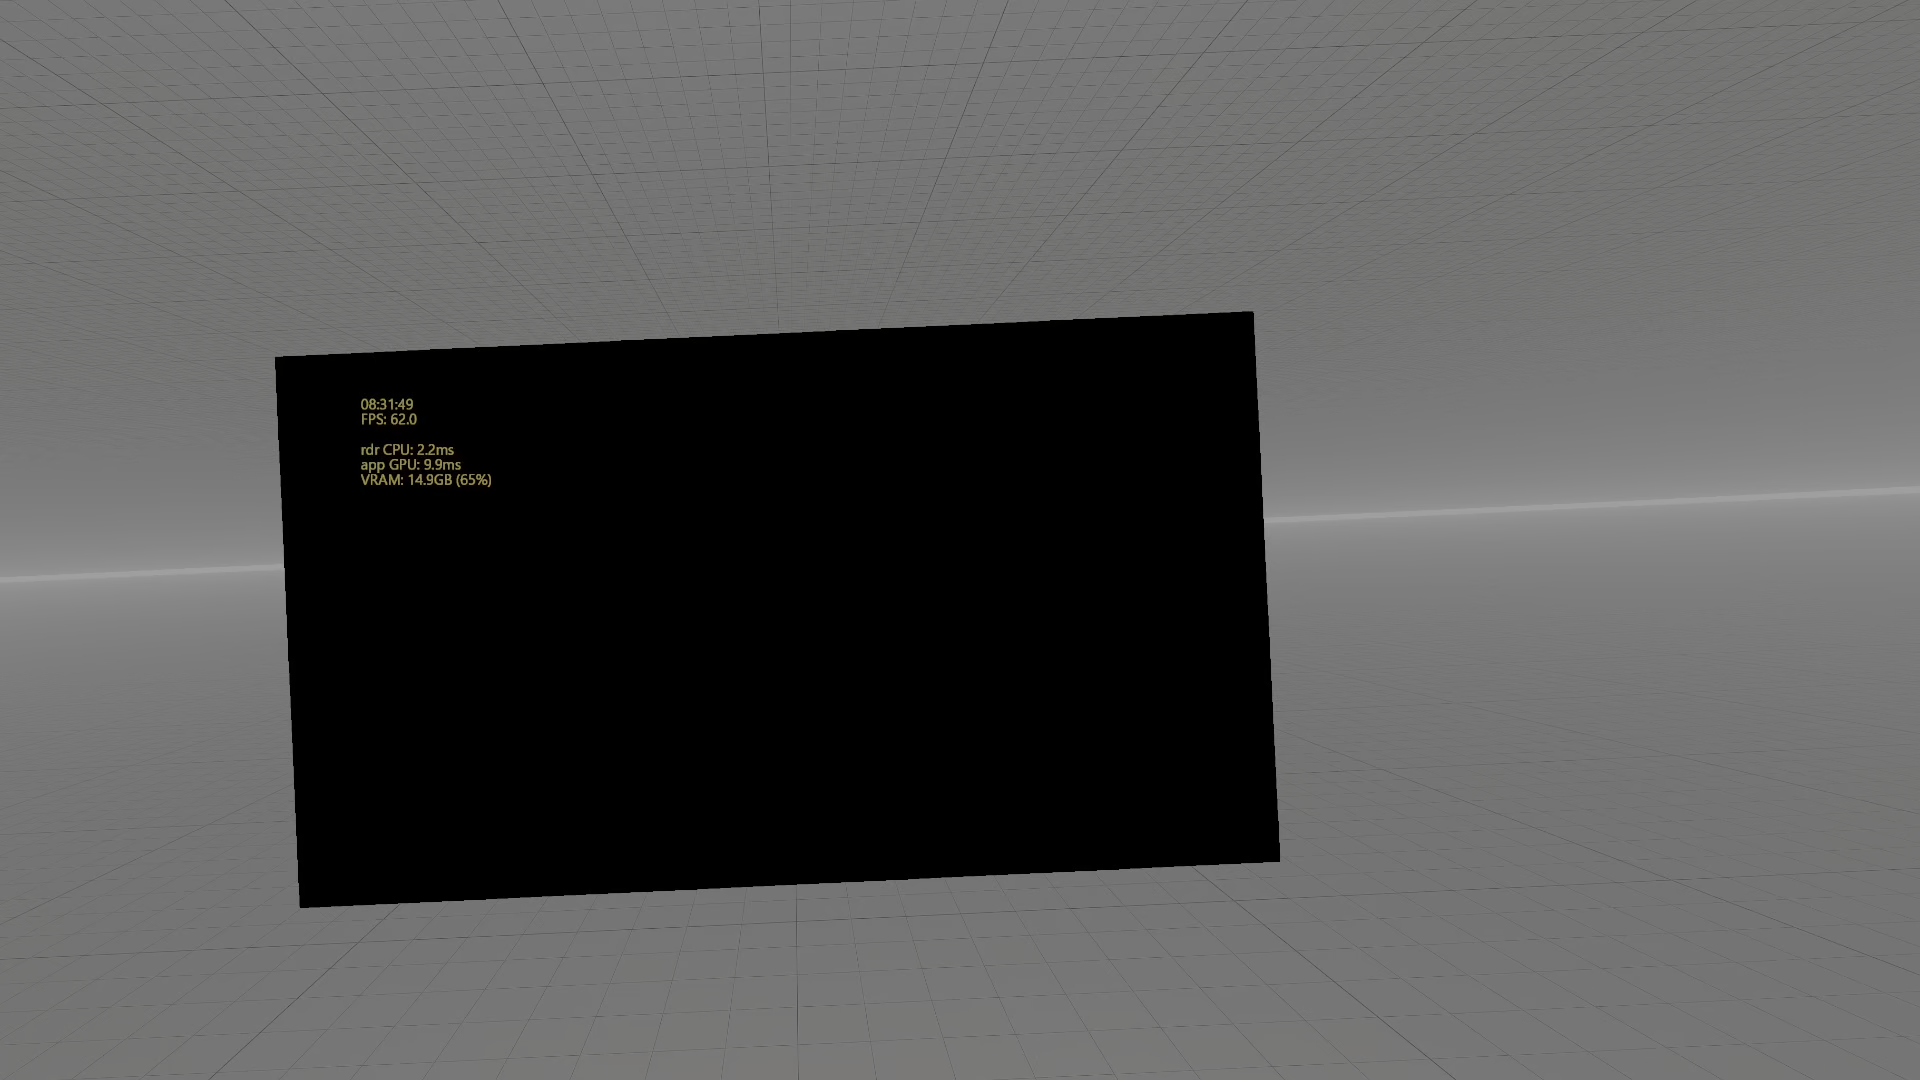 08:31:49
FPS: 62.0
rdr CPU: 2.2ms
app GPU: 9.9ms
VRAM: 14.9GB (65%)